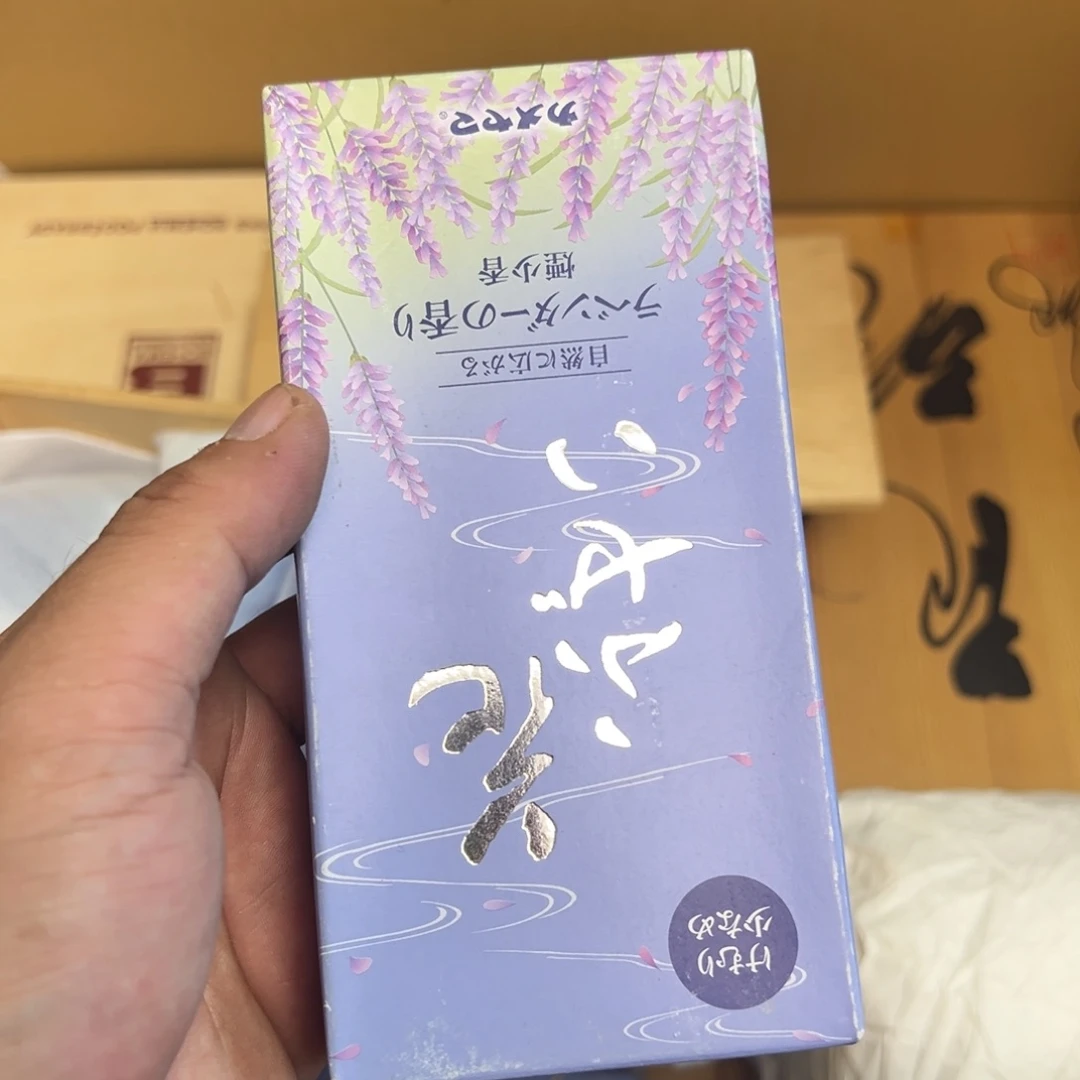 けむり
少なめ
花
ふぜい
自然に広がる
ラベンダーの香り
煙少香
カメヤマ®